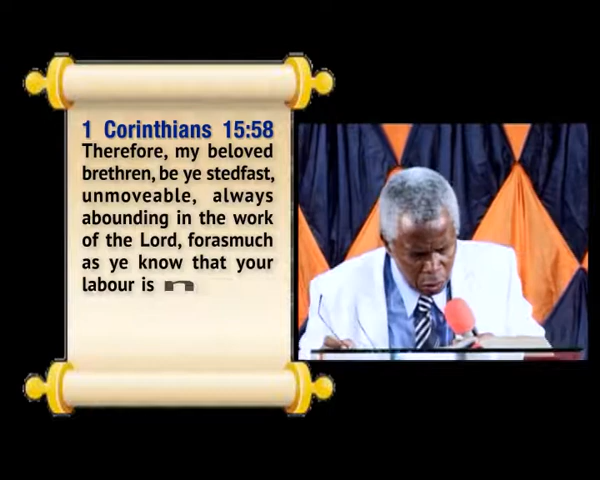 1 Corinthians 15:58
Therefore, my beloved
brethren, be ye stedfast,
unmoveable, always
abounding in the work
of the Lord, forasmuch
as ye know that your
labour is